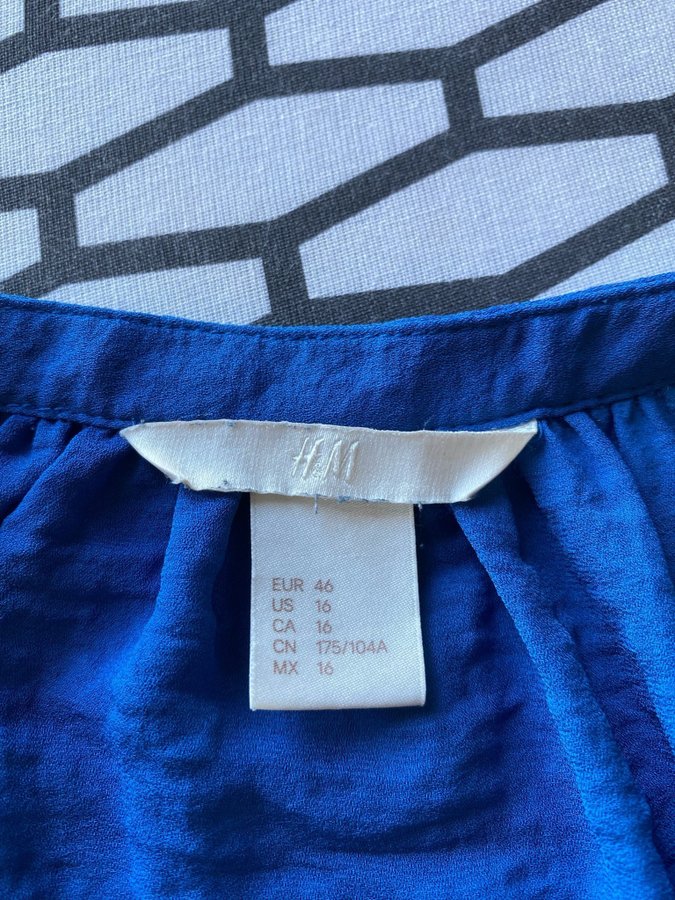 H&M
EUR 46
US 16
CA 16
CN 175/104A
MX 16